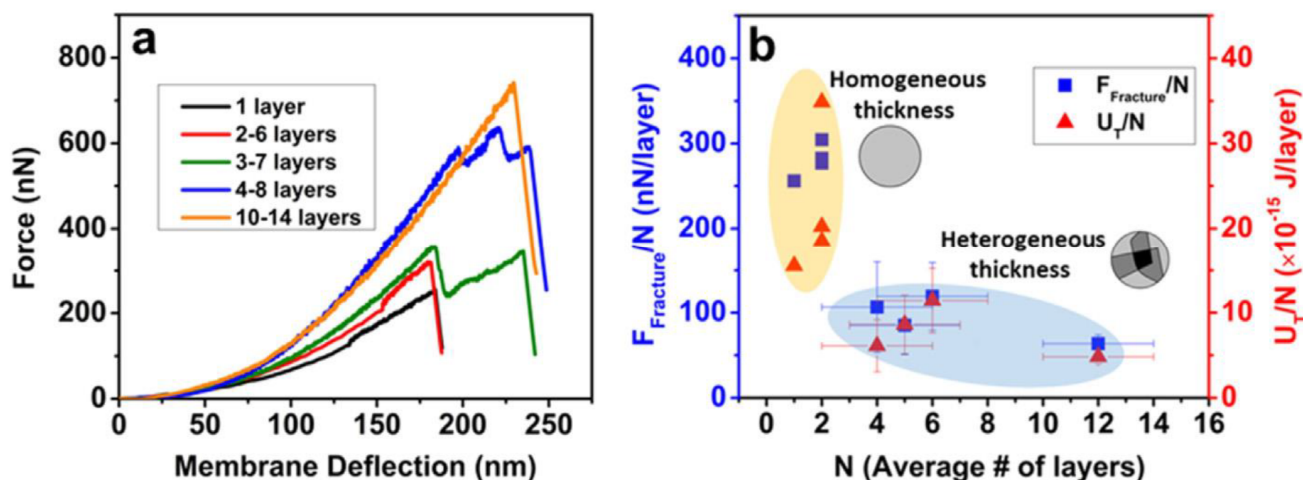 a
800
600
400
200
0
Force (nN)
1 layer
2-6 layers
3-7 layers
4-8 layers
10-14 layers
0 50 100 150 200 250
Membrane Deflection (nm)
b
400
300
200
100
0
F_Fracture/N (nN/layer)
Homogeneous
thickness
F_Fracture/N
U_T/N
Heterogeneous
thickness
40
30
20
10
0
U_T/N (×10^-15 J/layer)
0 2 4 6 8 10 12 14 16
N (Average # of layers)